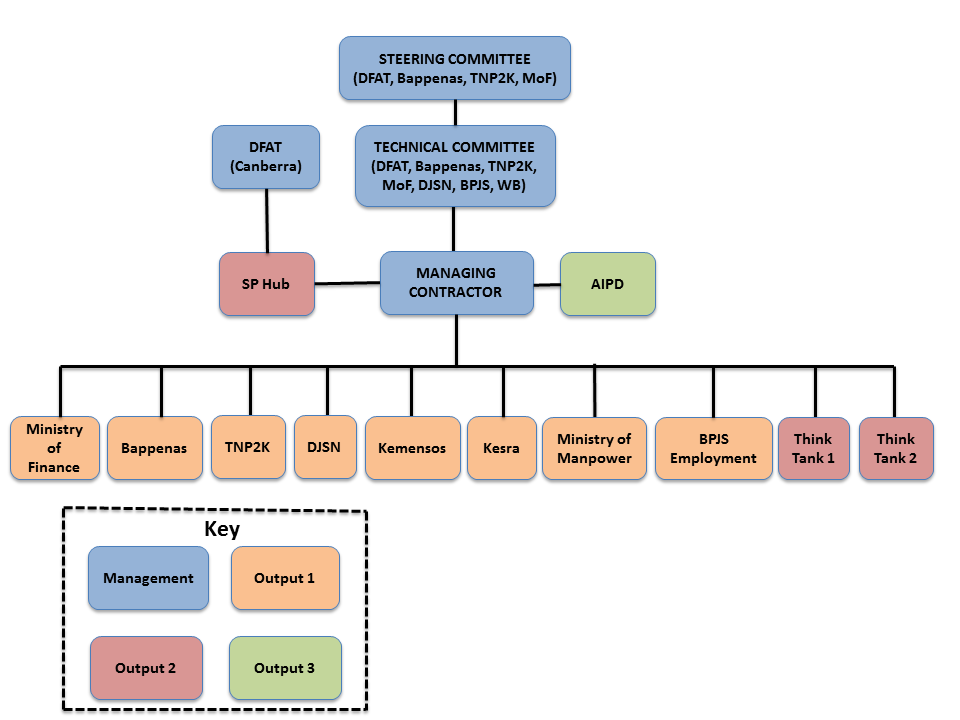 STEERING COMMITTEE
(DFAT, Bappenas, TNP2K, MoF)
DFAT
(Canberra)
TECHNICAL COMMITTEE
(DFAT, Bappenas, TNP2K,
MoF, DJSN, BPJS, WB)
SP Hub
MANAGING
CONTRACTOR
AIPD
Ministry
of
Finance
Bappenas
TNP2K
DJSN
Kemensos
Kesra
Ministry of
Manpower
BPJS
Employment
Think
Tank 1
Think
Tank 2
Key
Management
Output 1
Output 2
Output 3